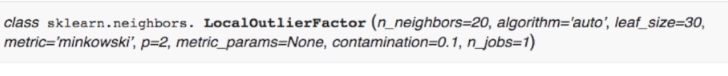 class sklearn.neighbors. LocalOutlierFactor (n_neighbors=20, algorithm='auto', leaf_size=30,
metric='minkowski', p=2, metric_params=None, contamination=0.1, n_jobs=1)